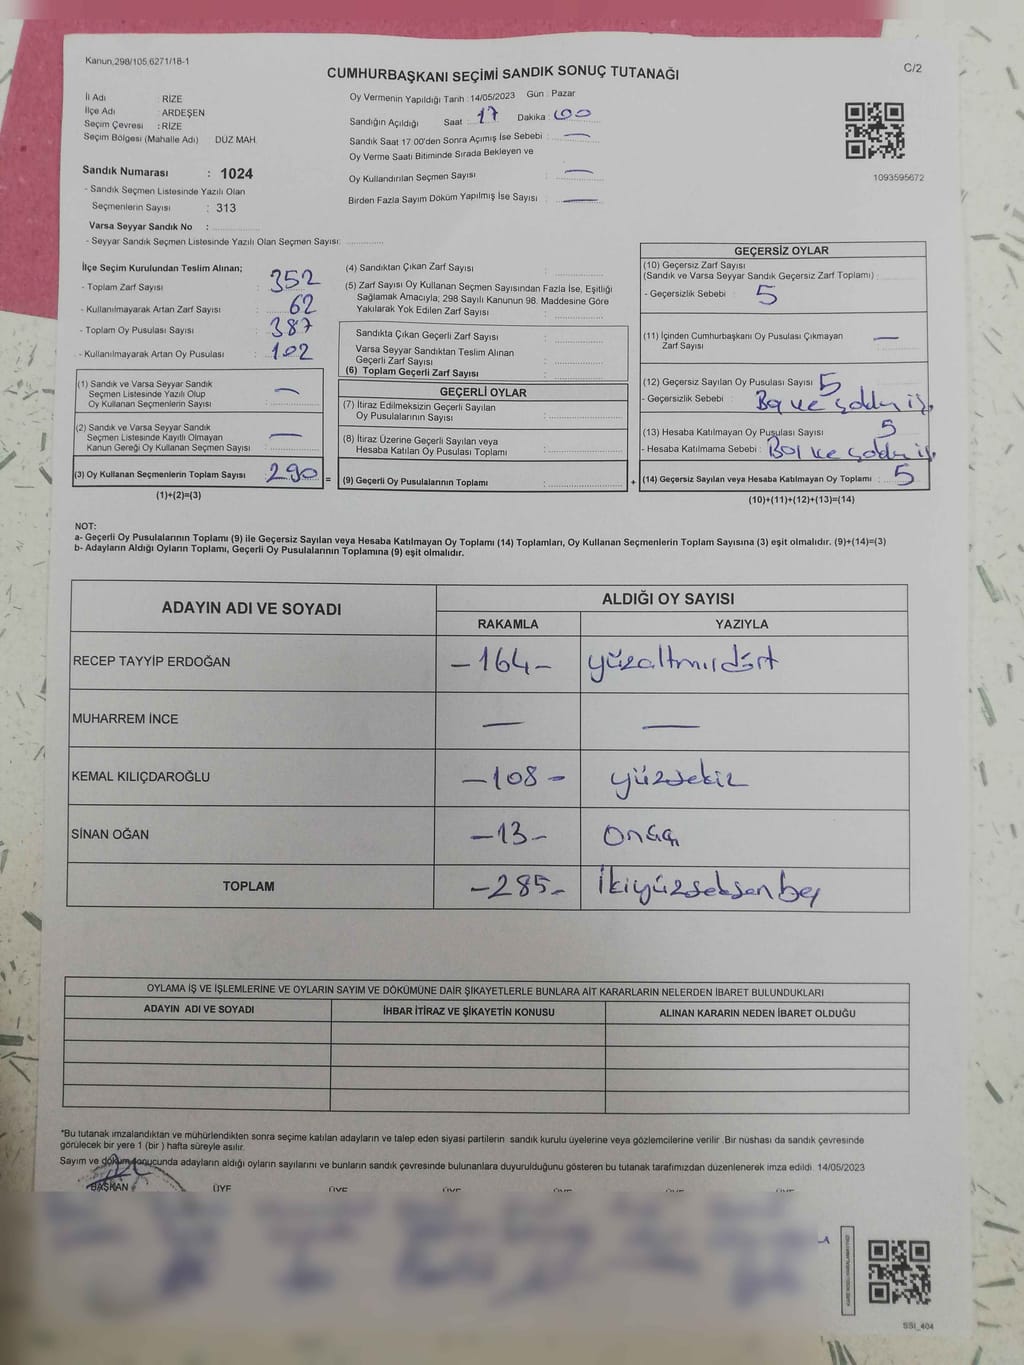 Kanun,298/105,6271/18-1
CUMHURBAŞKANI SEÇİMİ SANDIK SONUÇ TUTANAĞI
C/2
İl Adı RİZE
İlçe Adı : ARDEŞEN
Seçim Çevresi : RİZE
Seçim Bölgesi (Mahalle Adı) DÜZ MAH.
Sandık Numarası : 1024
- Sandık Seçmen Listesinde Yazılı Olan
Seçmenlerin Sayısı : 313
Varsa Seyyar Sandık No :
- Seyyar Sandık Seçmen Listesinde Yazılı Olan Seçmen Sayısı:
Oy Vermenin Yapıldığı Tarih : 14/05/2023 Gün : Pazar
Sandığın Açıldığı Saat : 17 Dakika : 00
Sandık Saat 17.00'den Sonra Açımış İse Sebebi : —
Oy Verme Saati Bitiminde Sırada Bekleyen ve
Oy Kullandırılan Seçmen Sayısı : —
Birden Fazla Sayım Döküm Yapılmış İse Sayısı : —
1093595672
İlçe Seçim Kurulundan Teslim Alınan;
- Toplam Zarf Sayısı : 352
- Kullanılmayarak Artan Zarf Sayısı : 62
- Toplam Oy Pusulası Sayısı : 387
- Kullanılmayarak Artan Oy Pusulası : 102
(1) Sandık ve Varsa Seyyar Sandık
Seçmen Listesinde Yazılı Olup
Oy Kullanan Seçmenlerin Sayısı : —
(2) Sandık ve Varsa Seyyar Sandık
Seçmen Listesinde Kayıtlı Olmayan
Kanun Gereği Oy Kullanan Seçmen Sayısı : —
(3) Oy Kullanan Seçmenlerin Toplam Sayısı : 290 =
(1)+(2)=(3)
(4) Sandıktan Çıkan Zarf Sayısı :
(5) Zarf Sayısı Oy Kullanan Seçmen Sayısından Fazla İse, Eşitliği
Sağlamak Amacıyla; 298 Sayılı Kanunun 98. Maddesine Göre
Yakılarak Yok Edilen Zarf Sayısı :
Sandıkta Çıkan Geçerli Zarf Sayısı :
Varsa Seyyar Sandıktan Teslim Alınan
Geçerli Zarf Sayısı :
(6) Toplam Geçerli Zarf Sayısı :
GEÇERLİ OYLAR
(7) İtiraz Edilmeksizin Geçerli Sayılan
Oy Pusulalarının Sayısı :
(8) İtiraz Üzerine Geçerli Sayılan veya
Hesaba Katılan Oy Pusulası Toplamı :
(9) Geçerli Oy Pusulalarının Toplamı : +
GEÇERSİZ OYLAR
(10) Geçersiz Zarf Sayısı
(Sandık ve Varsa Seyyar Sandık Geçersiz Zarf Toplamı) :
- Geçersizlik Sebebi : 5
(11) İçinden Cumhurbaşkanı Oy Pusulası Çıkmayan
Zarf Sayısı : —
(12) Geçersiz Sayılan Oy Pusulası Sayısı : 5
- Geçersizlik Sebebi : ve
(13) Hesaba Katılmayan Oy Pusulası Sayısı 5
- Hesaba Katılmama Sebebi : ve
(14) Geçersiz Sayılan veya Hesaba Katılmayan Oy Toplamı : 5
(10)+(11)+(12)+(13)=(14)
NOT:
a- Geçerli Oy Pusulalarının Toplamı (9) ile Geçersiz Sayılan veya Hesaba Katılmayan Oy Toplamı (14) Toplamları, Oy Kullanan Seçmenlerin Toplam Sayısına (3) eşit olmalıdır. (9)+(14)=(3)
b- Adayların Aldığı Oyların Toplamı, Geçerli Oy Pusulalarının Toplamına (9) eşit olmalıdır.
ADAYIN ADI VE SOYADI ALDIĞI OY SAYISI
RAKAMLA YAZIYLA
RECEP TAYYİP ERDOĞAN -164- yüzaltmışdört
MUHARREM İNCE — —
KEMAL KILIÇDAROĞLU -108- yüzsekiz
SİNAN OĞAN -13- onüç
TOPLAM -285- İkiyüzseksenbeş
OYLAMA İŞ VE İŞLEMLERİNE VE OYLARIN SAYIM VE DÖKÜMÜNE DAİR ŞİKAYETLERLE BUNLARA AİT KARARLARIN NELERDEN İBARET BULUNDUKLARI
ADAYIN ADI VE SOYADI İHBAR İTİRAZ VE ŞİKAYETİN KONUSU ALINAN KARARIN NEDEN İBARET OLDUĞU
*Bu tutanak imzalandıktan ve mühürlendikten sonra seçime katılan adayların ve talep eden siyasi partilerin sandık kurulu üyelerine veya gözlemcilerine verilir .Bir nüshası da sandık çevresinde
görülecek bir yere 1 (bir ) hafta süreyle asılır.
Sayım ve döküm sonucunda adayların aldığı oyların sayılarını ve bunların sandık çevresinde bulunanlara duyurulduğunu gösteren bu tutanak tarafımızdan düzenlenerek imza edildi. 14/05/2023
BAŞKAN ÜYE ÜYE ÜYE ÜYE ÜYE ÜYE
SSI_404